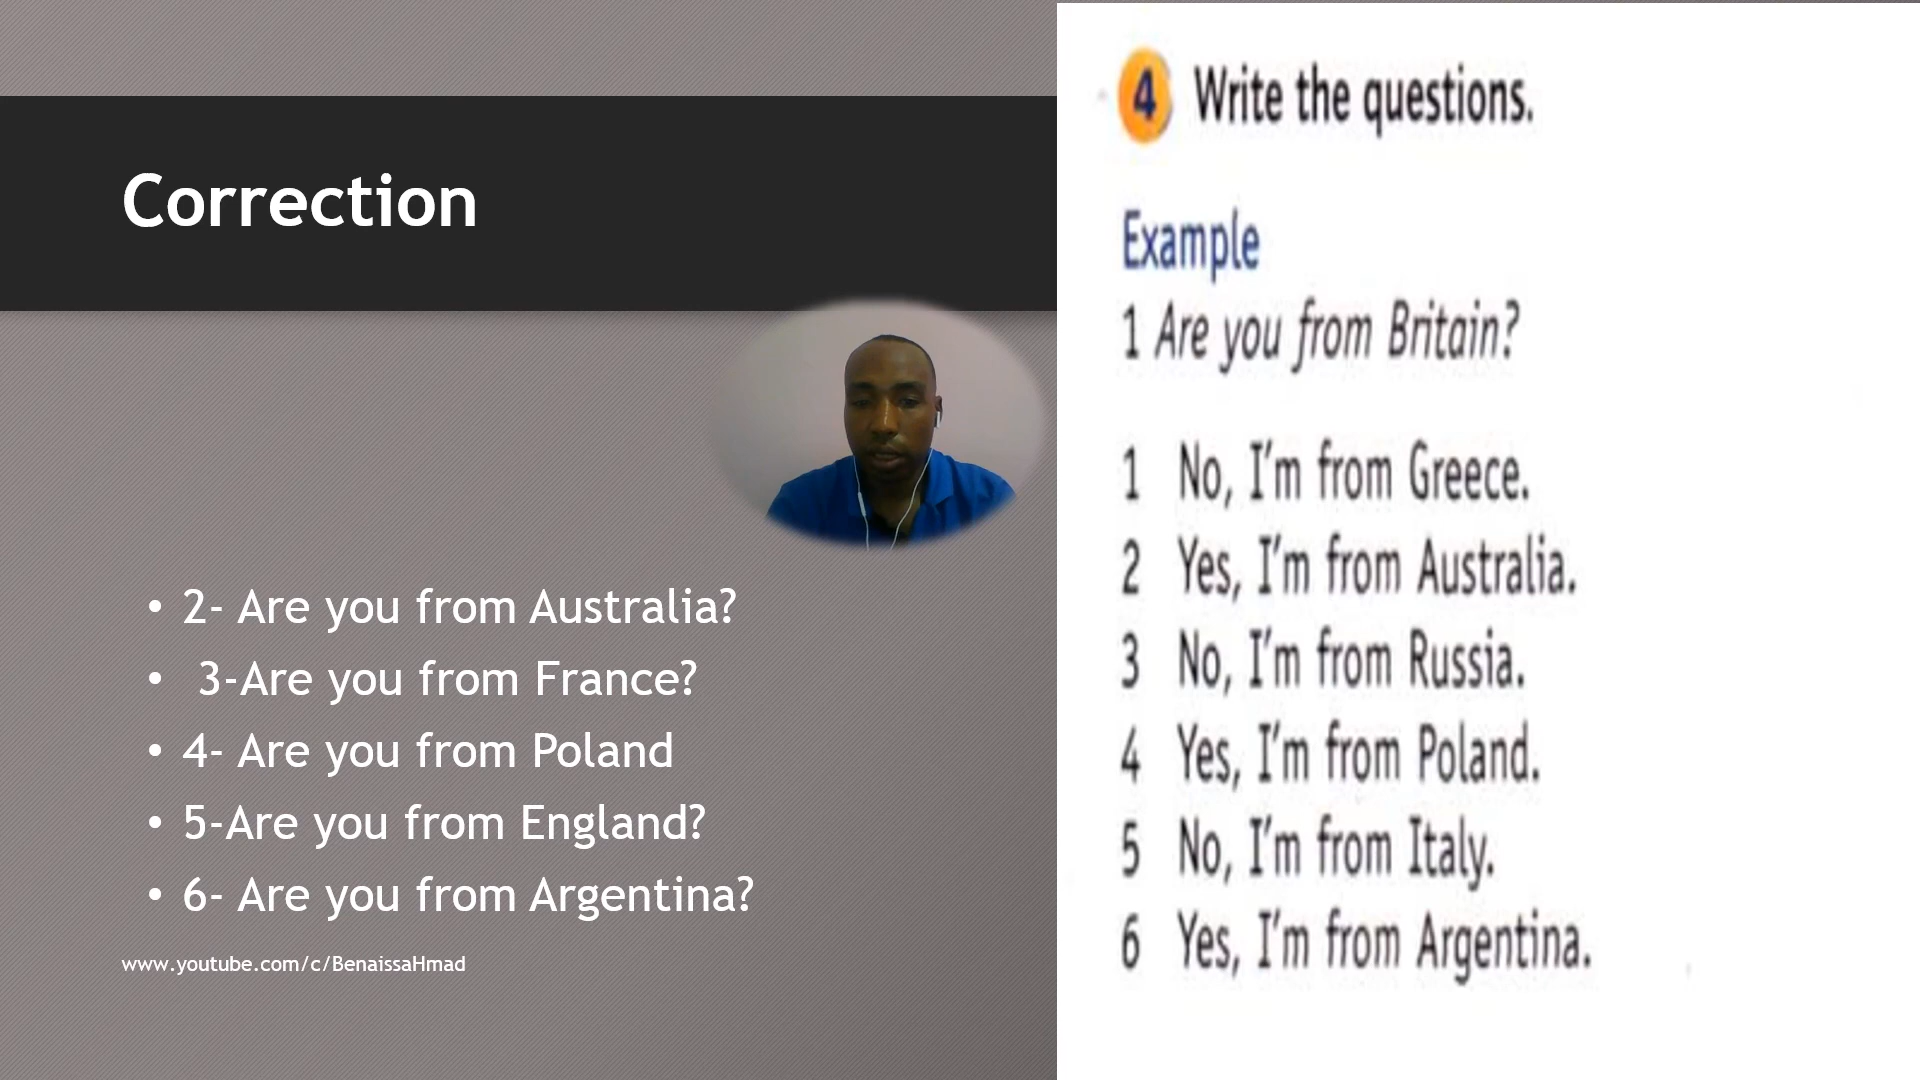 Correction
• 2- Are you from Australia?
• 3-Are you from France?
• 4- Are you from Poland
• 5-Are you from England?
• 6- Are you from Argentina?
www.youtube.com/c/BenaissaHmad
4 Write the questions.
Example
1 Are you from Britain?
1 No, I'm from Greece.
2 Yes, I'm from Australia.
3 No, I'm from Russia.
4 Yes, I'm from Poland.
5 No, I'm from Italy.
6 Yes, I'm from Argentina.